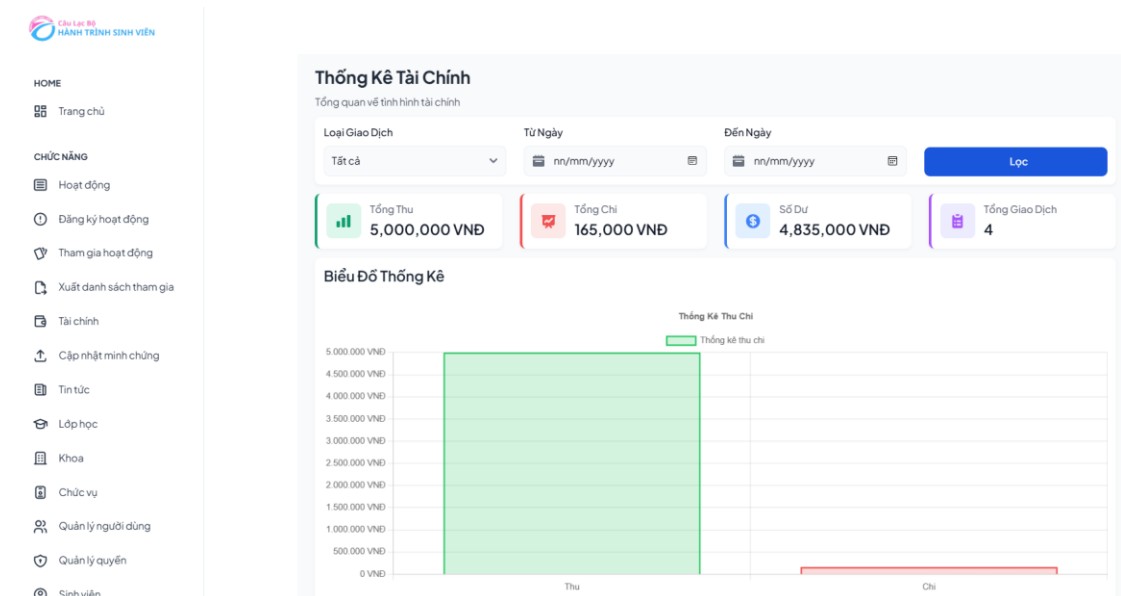 Câu Lạc Bộ
HÀNH TRÌNH SINH VIÊN
HOME
Trang chủ
CHỨC NĂNG
Hoạt động
Đăng ký hoạt động
Tham gia hoạt động
Xuất danh sách tham gia
Tài chính
Cập nhật minh chứng
Tin tức
Lớp học
Khoa
Chức vụ
Quản lý người dùng
Quản lý quyền
Sinh viên
Thống Kê Tài Chính
Tổng quan về tình hình tài chính
Loại Giao Dịch
Từ Ngày
Đến Ngày
Tất cả
nn/mm/yyyy
nn/mm/yyyy
Lọc
Tổng Thu
5,000,000 VNĐ
Tổng Chi
165,000 VNĐ
Số Dư
4,835,000 VNĐ
Tổng Giao Dịch
4
Biểu Đồ Thống Kê
Thống Kê Thu Chi
Thống kê thu chi
5.000.000 VNĐ
4.500.000 VNĐ
4.000.000 VNĐ
3.500.000 VNĐ
3.000.000 VNĐ
2.500.000 VNĐ
2.000.000 VNĐ
1.500.000 VNĐ
1.000.000 VNĐ
500.000 VNĐ
0 VNĐ
Thu
Chi